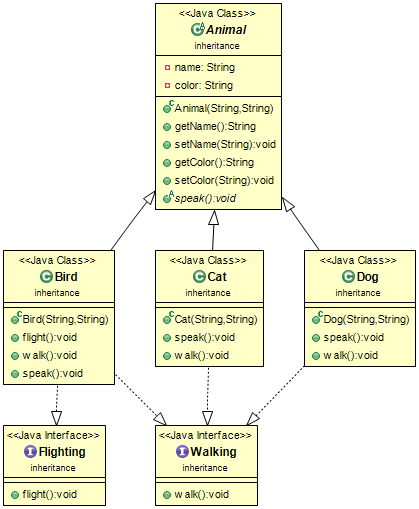 <<Java Class>>
Animal
inheritance
name: String
color: String
Animal(String,String)
getName():String
setName(String):void
getColor():String
setColor(String):void
speak():void
<<Java Class>>
Bird
inheritance
Bird(String,String)
flight():void
walk():void
speak():void
<<Java Class>>
Cat
inheritance
Cat(String,String)
speak():void
walk():void
<<Java Class>>
Dog
inheritance
Dog(String,String)
speak():void
walk():void
<<Java Interface>>
Flighting
inheritance
flight():void
<<Java Interface>>
Walking
inheritance
walk():void